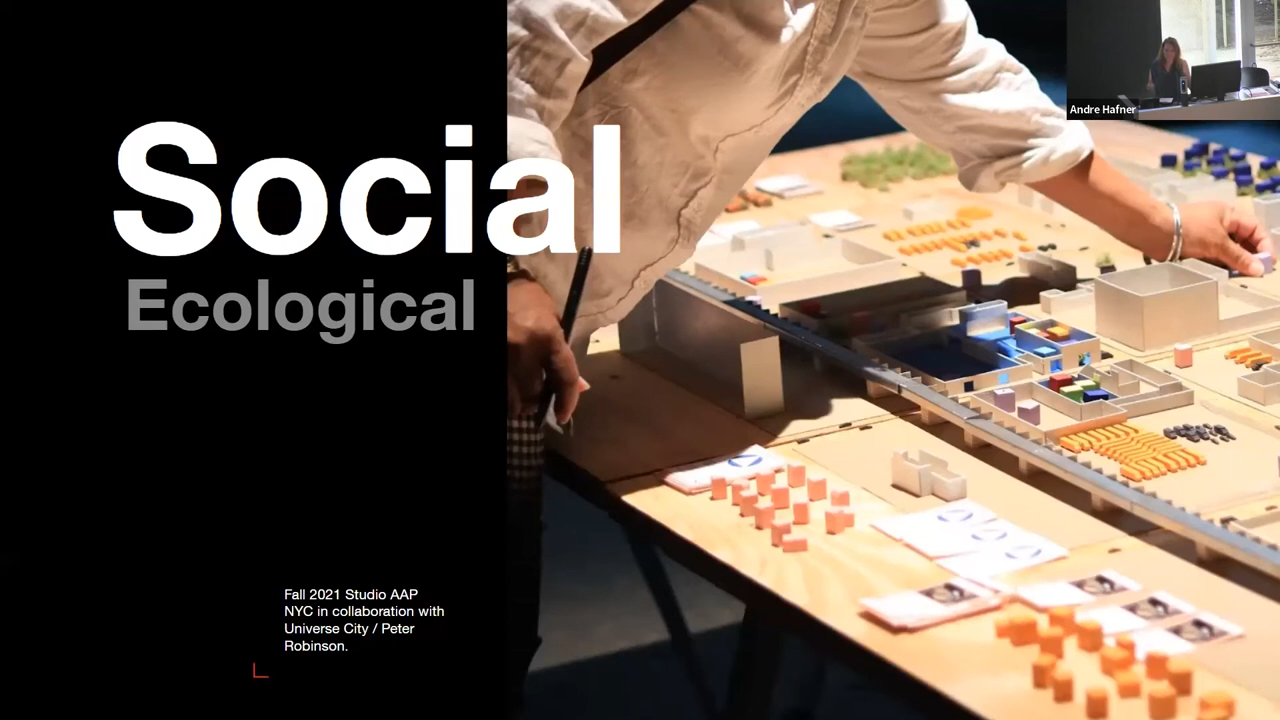 Social
Ecological
Fall 2021 Studio AAP
NYC in collaboration with
Universe City / Peter
Robinson.
Andre Hafner